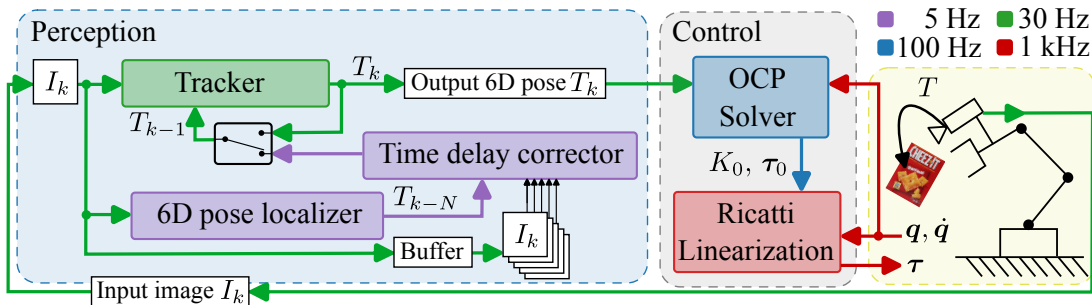 Perception
I_k
Tracker
T_k
Output 6D pose T_k
T_{k-1}
Time delay corrector
6D pose localizer
T_{k-N}
Buffer
I_k
Input image I_k
Control
OCP
Solver
K_0, τ_0
Ricatti
Linearization
5 Hz
30 Hz
100 Hz
1 kHz
T
CHEEZ-IT
q, q̇
τ